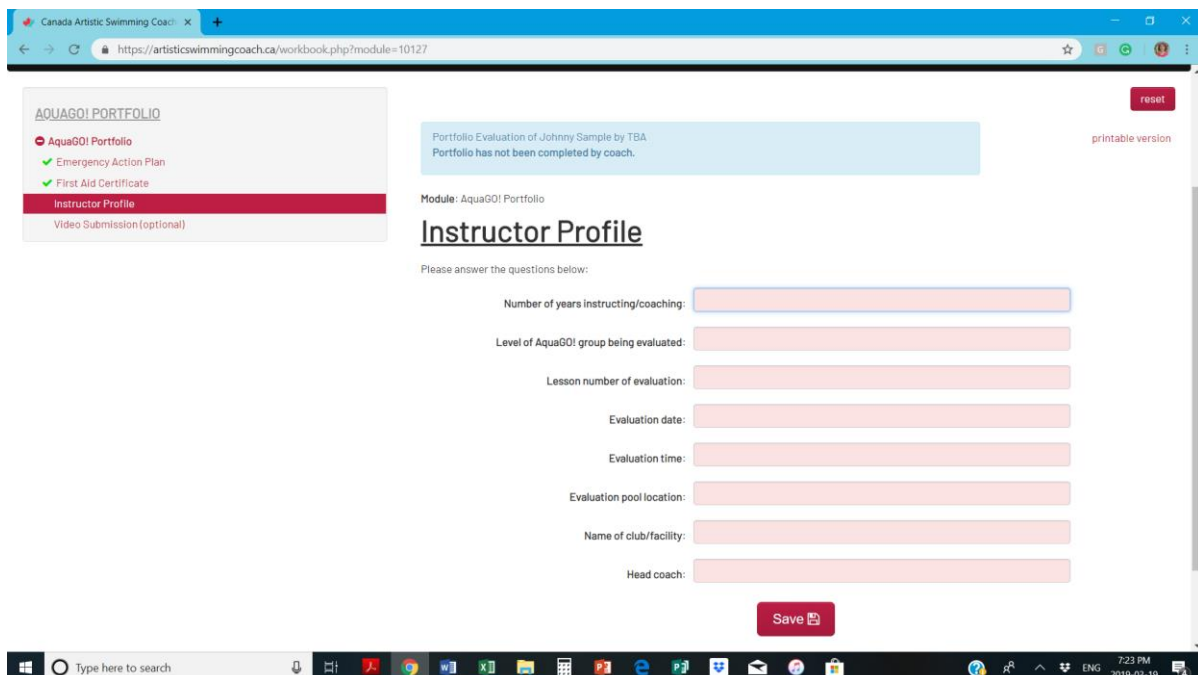 Canada Artistic Swimming Coach
https://artisticswimmingcoach.ca/workbook.php?module=10127
reset
AQUAGO! PORTFOLIO
AquaGO! Portfolio
Emergency Action Plan
First Aid Certificate
Instructor Profile
Video Submission (optional)
Portfolio Evaluation of Johnny Sample by TBA
Portfolio has not been completed by coach.
printable version
Module: AquaGO! Portfolio
Instructor Profile
Please answer the questions below:
Number of years instructing/coaching:
Level of AquaGO! group being evaluated:
Lesson number of evaluation:
Evaluation date:
Evaluation time:
Evaluation pool location:
Name of club/facility:
Head coach:
Save
Type here to search
ENG
7:23 PM
2019-03-19